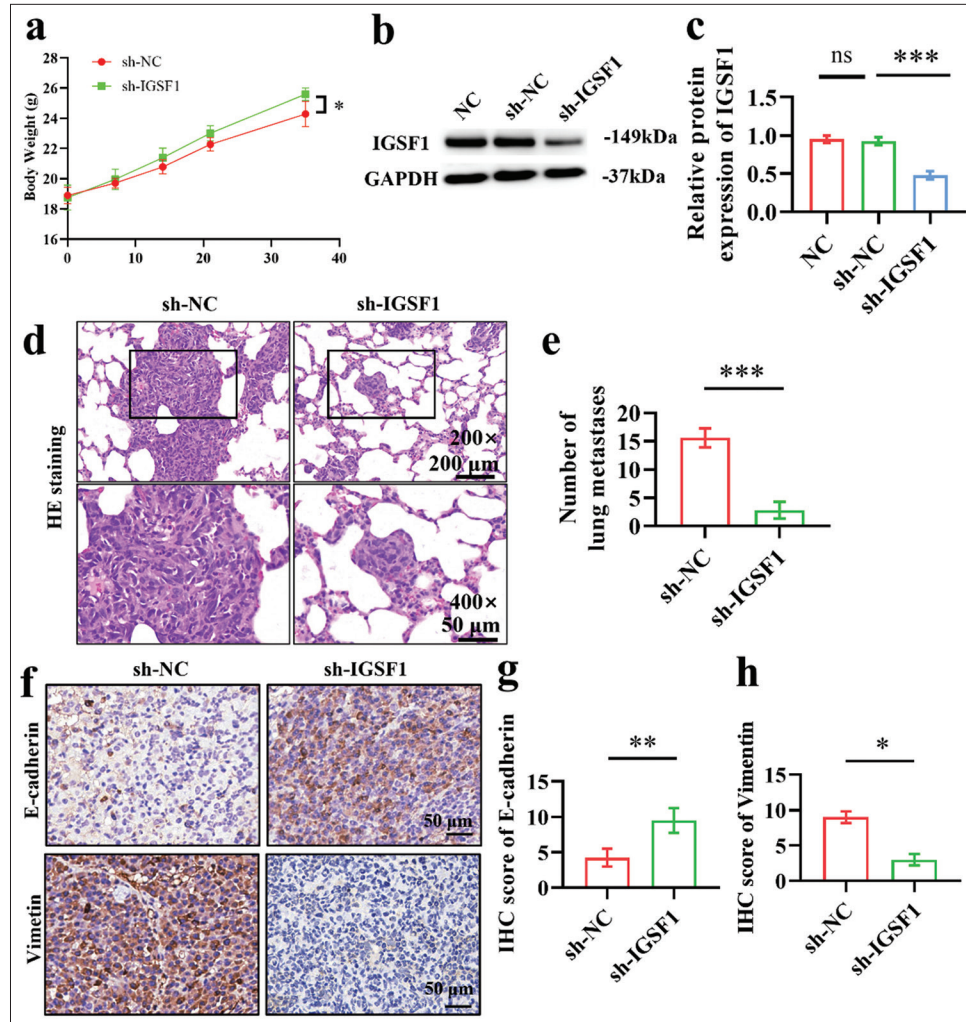 a
sh-NC
sh-IGSF1
Body Weight (g)
28
26
24
22
20
18
16
0
10
20
30
40
*
b
NC
sh-NC
sh-IGSF1
IGSF1
-149kDa
GAPDH
-37kDa
c
Relative protein
expression of IGSF1
ns
***
1.5
1.0
0.5
0.0
NC
sh-NC
sh-IGSF1
d
sh-NC
sh-IGSF1
HE staining
200×
200 µm
400×
50 µm
e
***
Number of
lung metastases
20
15
10
5
0
sh-NC
sh-IGSF1
f
sh-NC
sh-IGSF1
E-cadherin
50 µm
Vimetin
50 µm
g
**
IHC score of E-cadherin
15
10
5
0
sh-NC
sh-IGSF1
h
*
IHC score of Vimentin
15
10
5
0
sh-NC
sh-IGSF1